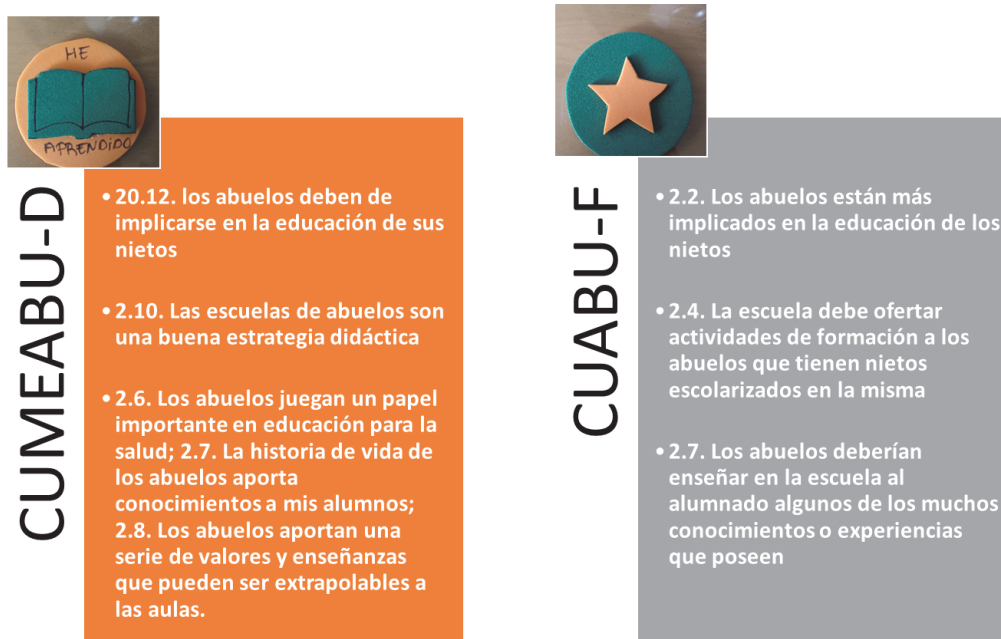 HE
APRENDIDO
CUMEABU-D
• 20.12. los abuelos deben de
implicarse en la educación de sus
nietos
• 2.10. Las escuelas de abuelos son
una buena estrategia didáctica
• 2.6. Los abuelos juegan un papel
importante en educación para la
salud; 2.7. La historia de vida de
los abuelos aporta
conocimientos a mis alumnos;
2.8. Los abuelos aportan una
serie de valores y enseñanzas
que pueden ser extrapolables a
las aulas.
CUABU-F
• 2.2. Los abuelos están más
implicados en la educación de los
nietos
• 2.4. La escuela debe ofertar
actividades de formación a los
abuelos que tienen nietos
escolarizados en la misma
• 2.7. Los abuelos deberían
enseñar en la escuela al
alumnado algunos de los muchos
conocimientos o experiencias
que poseen